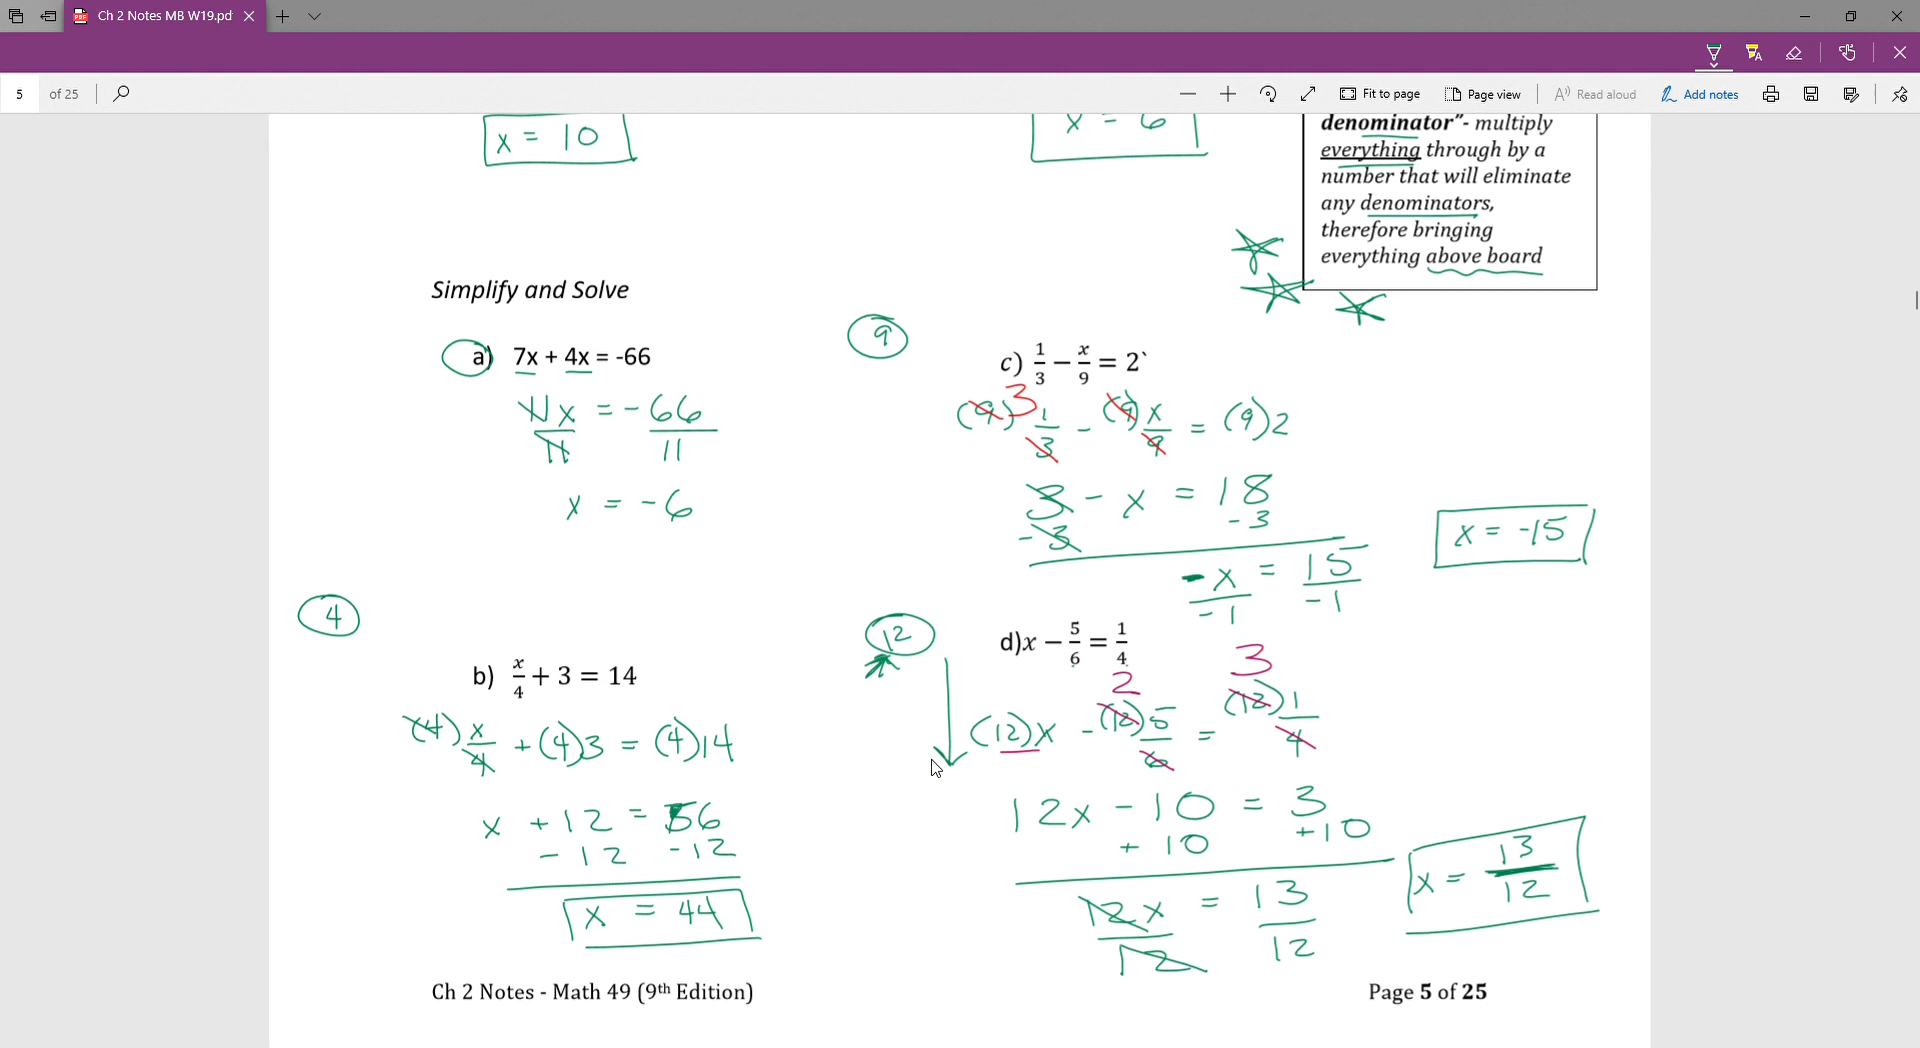 Ch 2 Notes MB W19.pd
5 of 25
Fit to page
Page view
Read aloud
Add notes
x = 10
x = 6
denominator"- multiply
everything through by a
number that will eliminate
any denominators,
therefore bringing
everything above board
Simplify and Solve
a) 7x + 4x = -66
11x = -66
11 11
x = -6
4
b) x/4 + 3 = 14
(4) x/4 + (4)3 = (4)14
x + 12 = 56
- 12 -12
x = 44
9
c) 1/3 − x/9 = 2`
3
(9) 1/3 - (9) x/9 = (9)2
3 - x = 18
- 3 - 3
-x = 15
-1 -1
x = -15
12
d)x − 5/6 = 1/4
2 3
(12)x - (12) 5/6 = (12) 1/4
12x - 10 = 3
+ 10 +10
12x = 13
12 12
x = 13/12
Ch 2 Notes - Math 49 (9th Edition)
Page 5 of 25